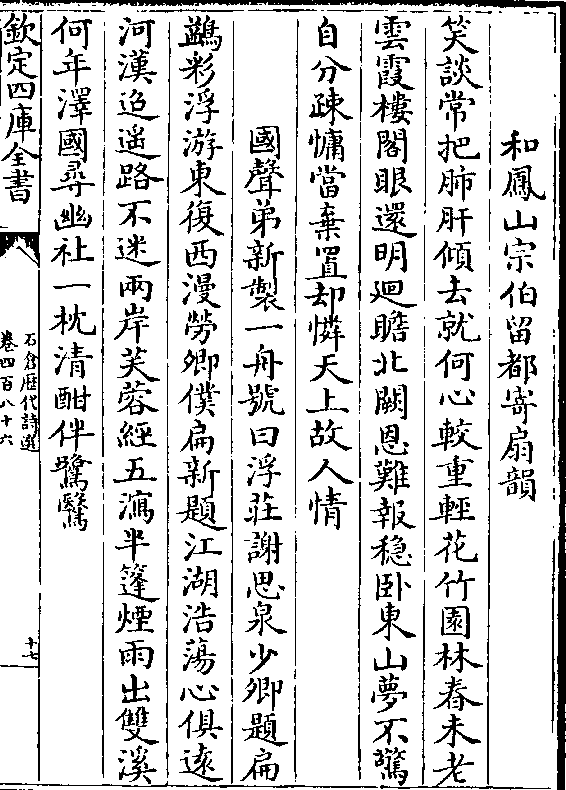 和鳳山宗伯留都寄扇韻
笑談常把肺肝傾去就何心較重輕花竹園林春未老
雲霞樓閣眼還明廻瞻北闕恩難報穏卧東山夢不驚
自分疎慵當棄置却憐天上故人情
國聲弟新製一舟號曰浮莊謝思泉少卿題扁
鷁彩浮游東復西漫勞卿僕扁新題江湖浩蕩心俱逺
河漢迢遥路不迷兩岸芙蓉經五瀉半篷煙雨出雙溪
何年澤國尋幽社一枕清酣伴鷺鷖
欽定四庫全書
石倉歴代詩選
卷四百八十六
十七